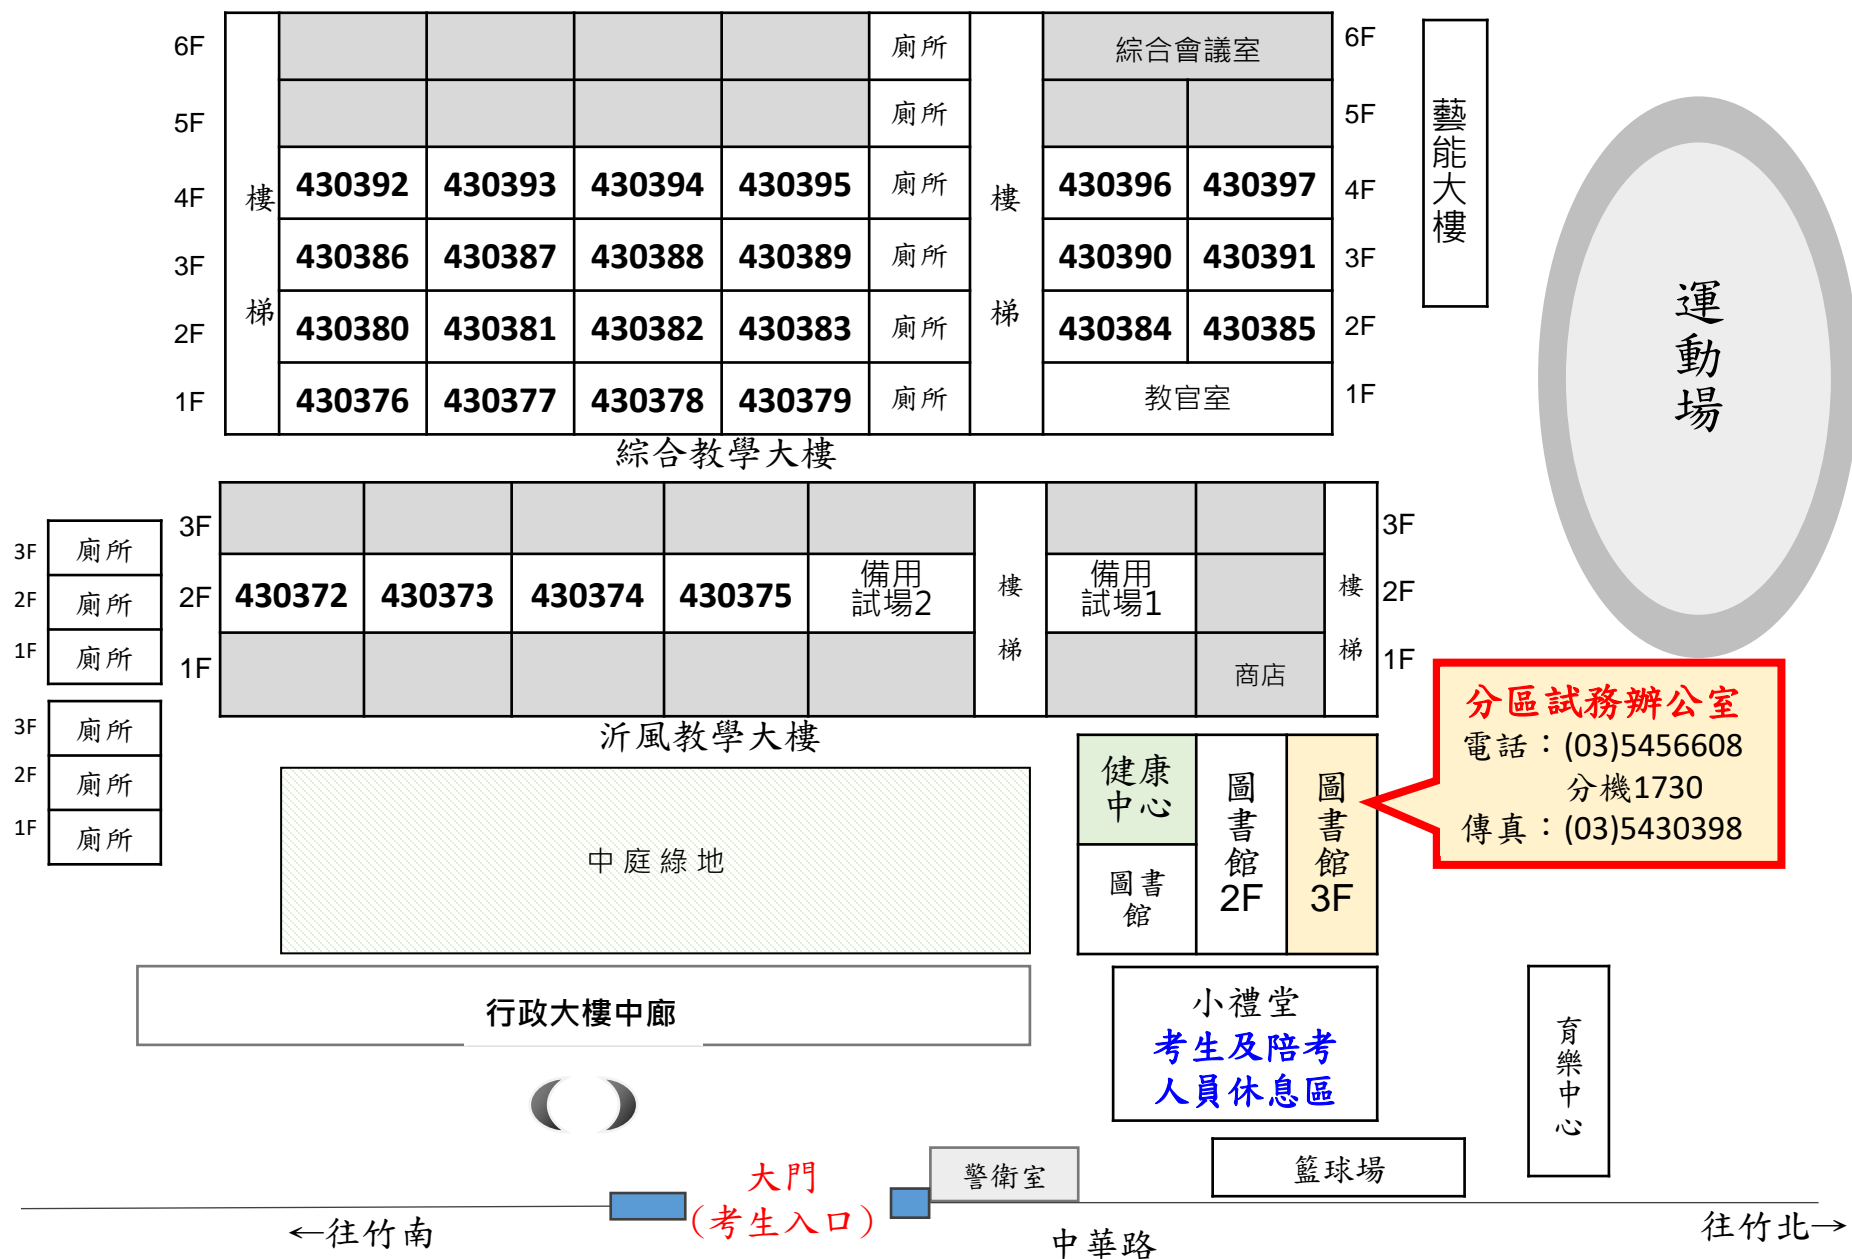 6F 廁所 綜合會議室 6F
5F 廁所 5F
4F 430392 430393 430394 430395 廁所 430396 430397 4F
3F 430386 430387 430388 430389 廁所 430390 430391 3F
2F 430380 430381 430382 430383 廁所 430384 430385 2F
1F 430376 430377 430378 430379 廁所 教官室 1F
樓梯
樓梯
綜合教學大樓
藝能大樓
運動場
3F 廁所
2F 廁所
1F 廁所
3F 3F
2F 430372 430373 430374 430375 備用試場2 備用試場1 2F
1F 商店 1F
樓梯
樓梯
沂風教學大樓
3F 廁所
2F 廁所
1F 廁所
中庭綠地
健康
中心
圖書
館
圖書館2F
圖書館3F
分區試務辦公室
電話：(03)5456608
分機1730
傳真：(03)5430398
行政大樓中廊
小禮堂
考生及陪考
人員休息區
育樂中心
籃球場
警衛室
大門
(考生入口)
←往竹南
中華路
往竹北→